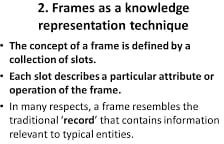 2. Frames as a knowledge
representation technique
• The concept of a frame is defined by a
collection of slots.
• Each slot describes a particular attribute or
operation of the frame.
• In many respects, a frame resembles the
traditional ‘record’ that contains information
relevant to typical entities.